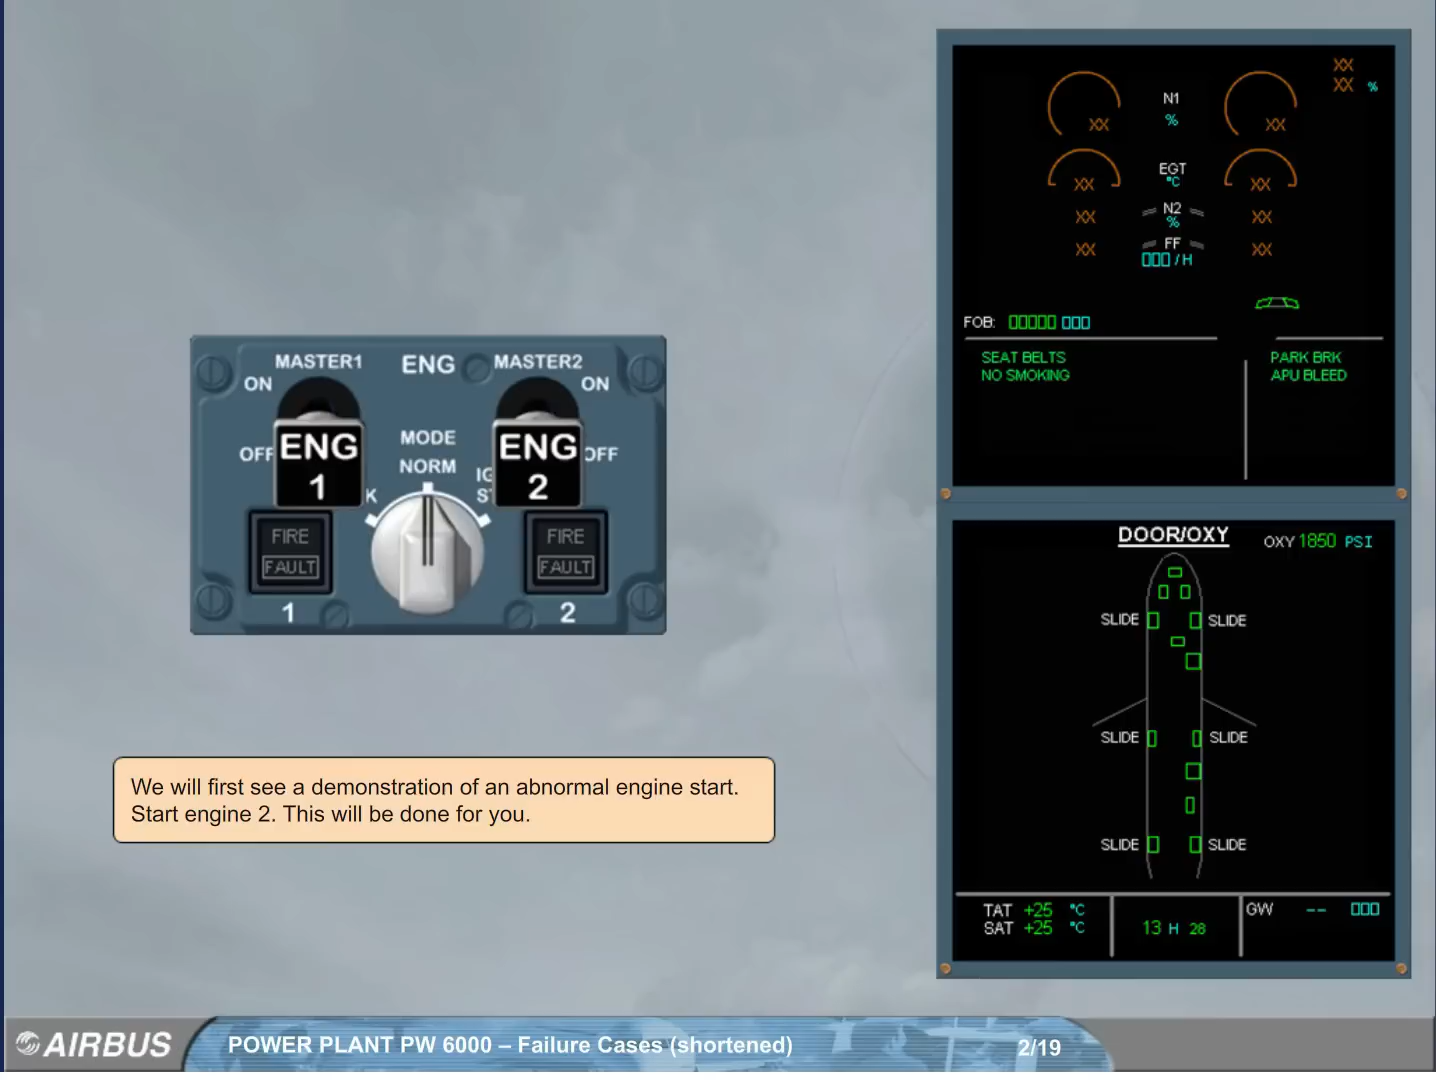 MASTER1
ENG
MASTER2
ON
ON
OFF
ENG
1
MODE
NORM
ENG
2
OFF
K
IG
ST
FIRE
FAULT
FIRE
FAULT
1
2
We will first see a demonstration of an abnormal engine start.
Start engine 2. This will be done for you.
XX
XX %
N1
%
XX
XX
EGT
°C
XX
XX
N2
%
XX
XX
FF
XX
XX
/H
FOB:
SEAT BELTS
NO SMOKING
PARK BRK
APU BLEED
DOOR/OXY
OXY 1850 PSI
SLIDE
SLIDE
SLIDE
SLIDE
SLIDE
SLIDE
TAT +25 °C
SAT +25 °C
13 H 28
GW --
AIRBUS
POWER PLANT PW 6000 – Failure Cases (shortened)
2/19